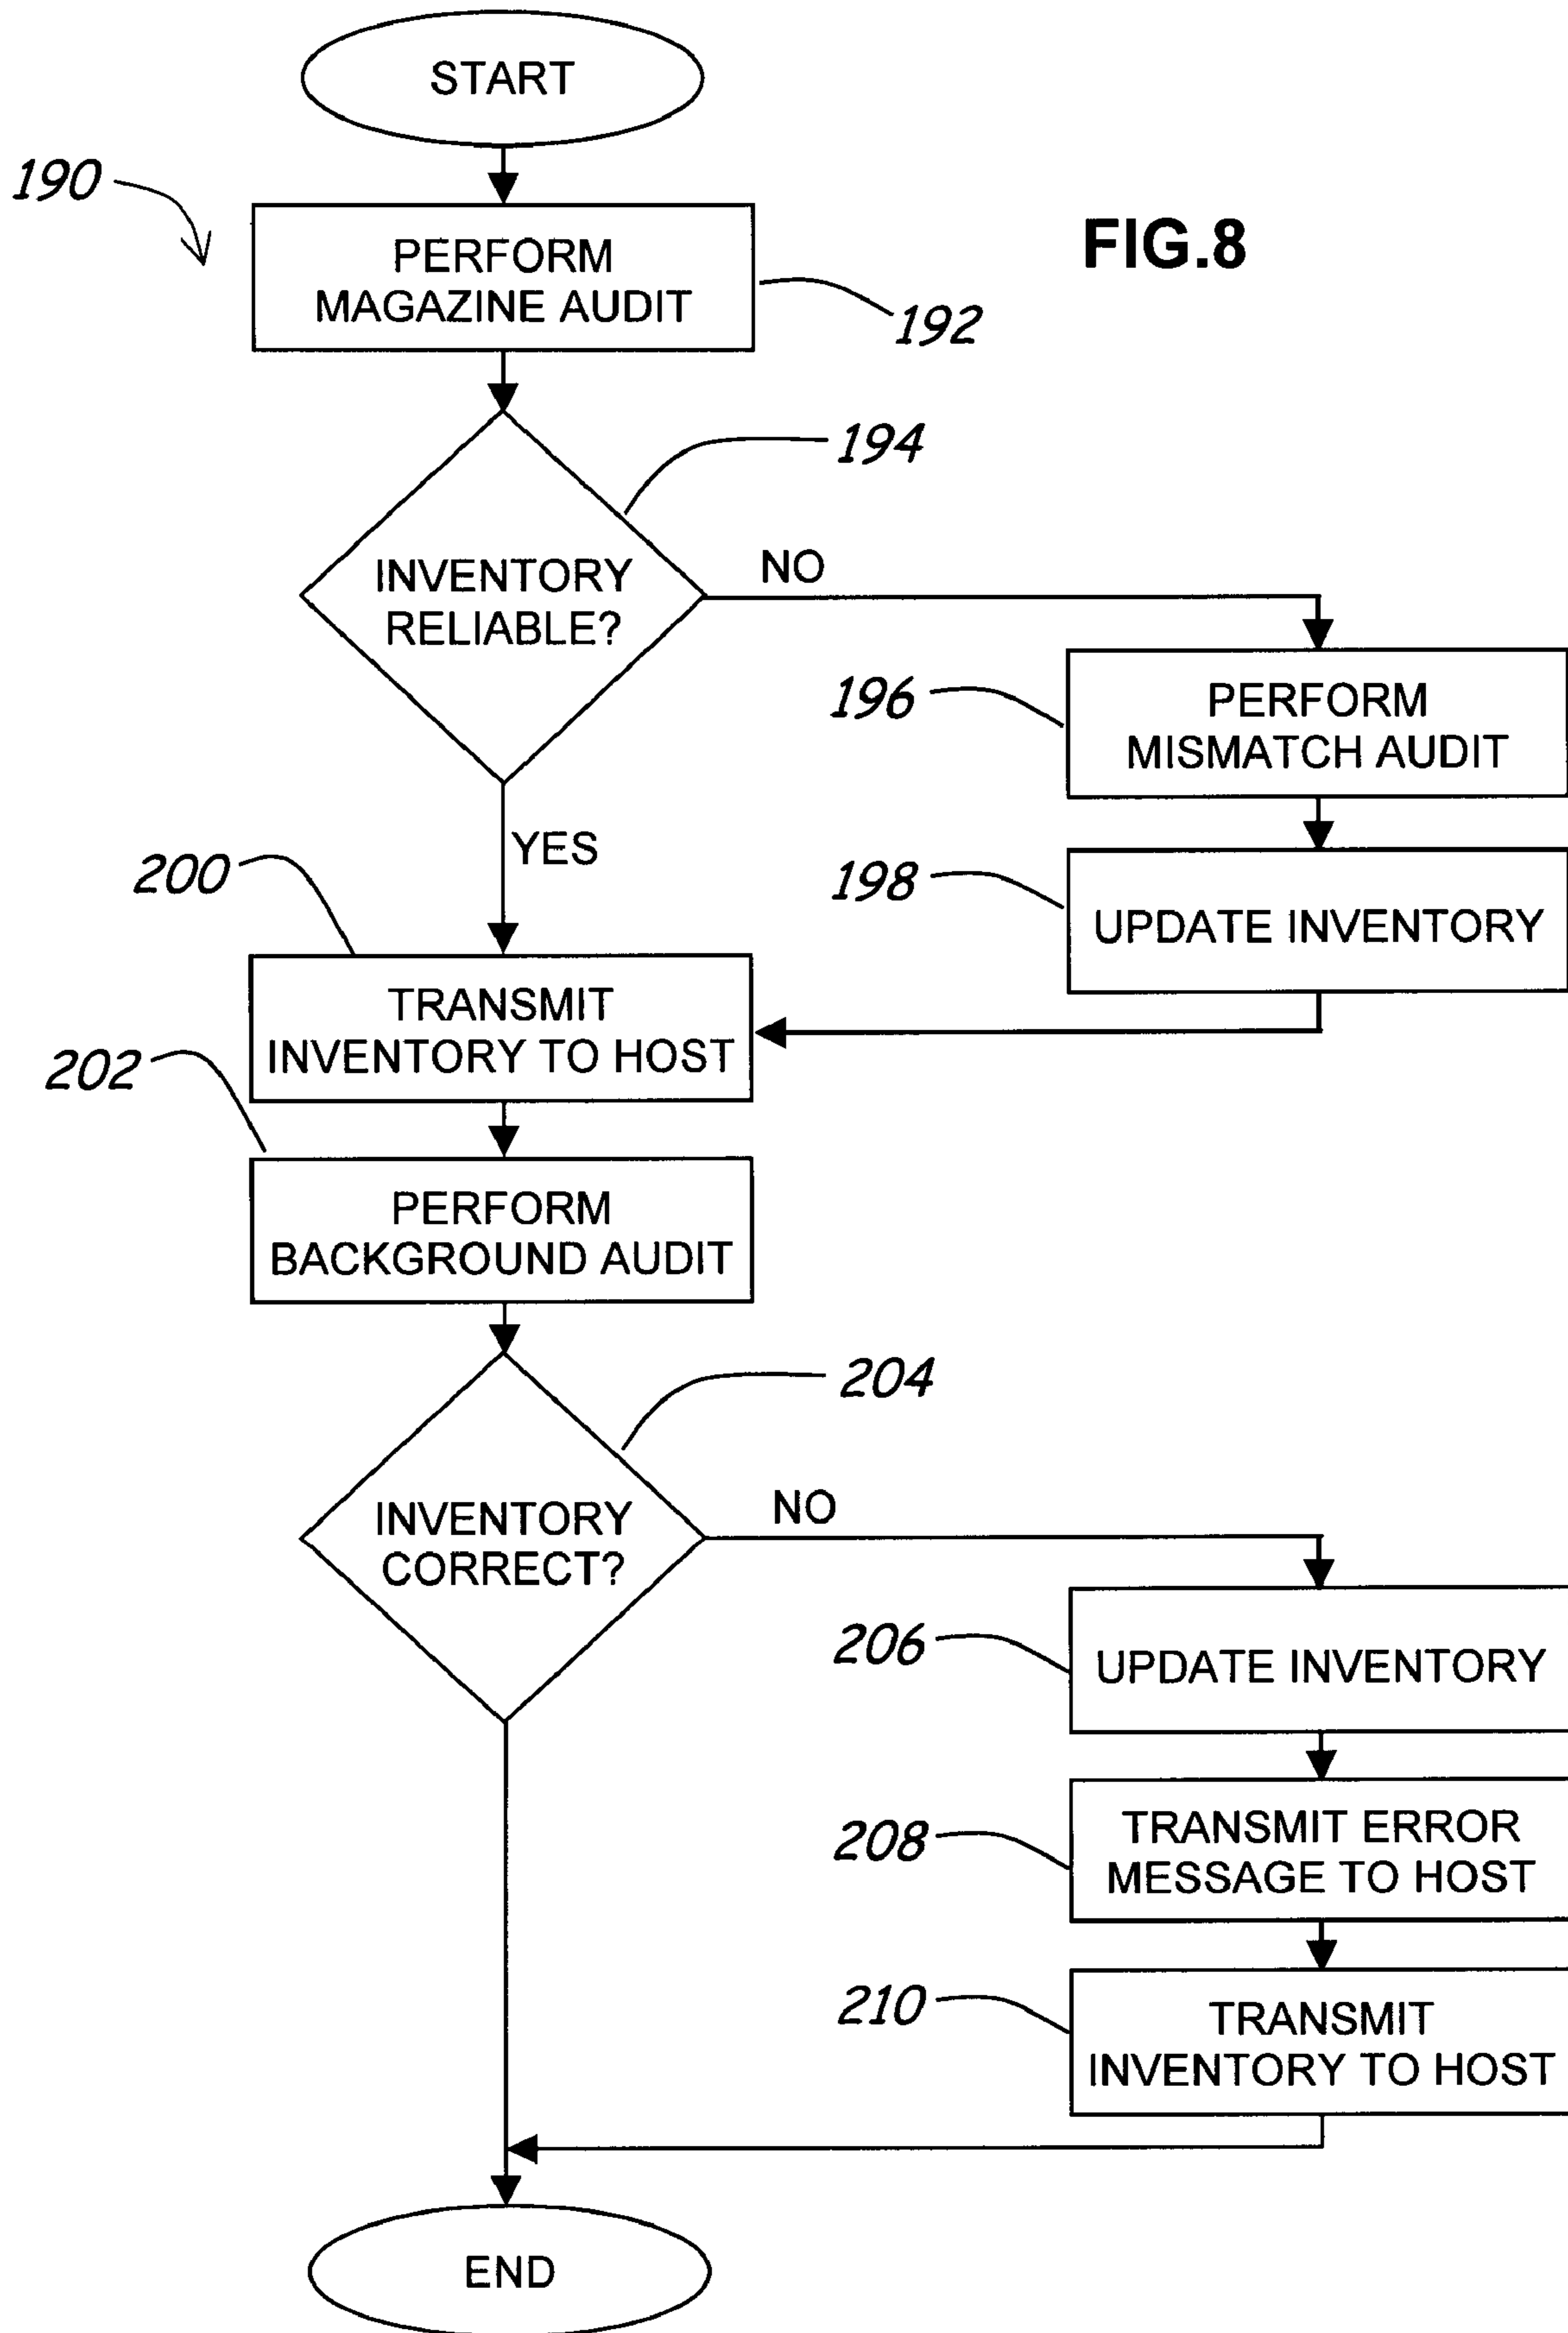 START
190
PERFORM
MAGAZINE AUDIT
FIG.8
192
194
INVENTORY
RELIABLE?
NO
196
PERFORM
MISMATCH AUDIT
YES
198
UPDATE INVENTORY
200
TRANSMIT
INVENTORY TO HOST
202
PERFORM
BACKGROUND AUDIT
204
INVENTORY
CORRECT?
NO
206
UPDATE INVENTORY
208
TRANSMIT ERROR
MESSAGE TO HOST
210
TRANSMIT
INVENTORY TO HOST
END